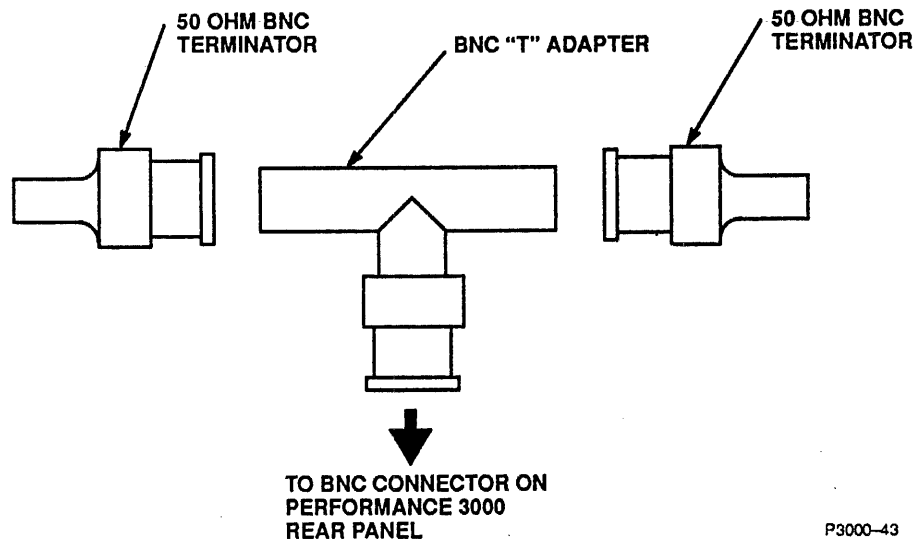 50 OHM BNC
TERMINATOR
BNC “T” ADAPTER
50 OHM BNC
TERMINATOR
TO BNC CONNECTOR ON
PERFORMANCE 3000
REAR PANEL
P3000–43